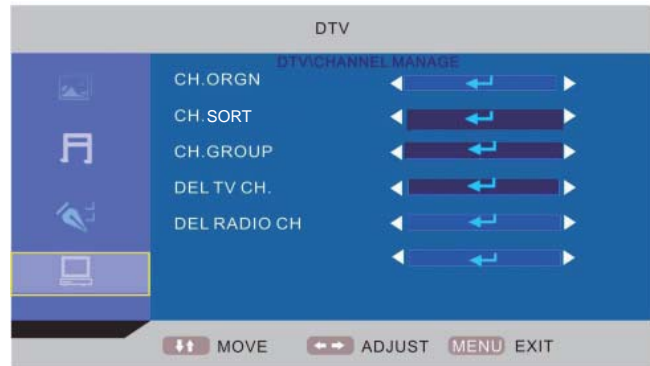 DTV
DTV\CHANNEL MANAGE
CH.ORGN
CH.SORT
CH.GROUP
DEL TV CH.
DEL RADIO CH
MOVE ADJUST MENU EXIT